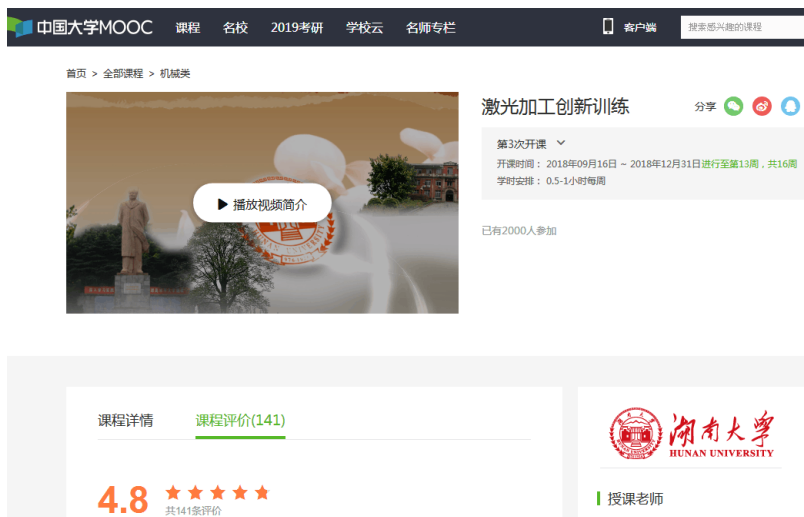 中国大学MOOC 课程 名校 2019考研 学校云 名师专栏 客户端 搜索感兴趣的课程
首页 > 全部课程 > 机械类
激光加工创新训练 分享
第3次开课
开课时间： 2018年09月16日 ~ 2018年12月31日进行至第13周，共16周
学时安排： 0.5-1小时每周
播放视频简介
已有2000人参加
课程详情 课程评价(141)
湖南大学
HUNAN UNIVERSITY
4.8
共141条评价
授课老师